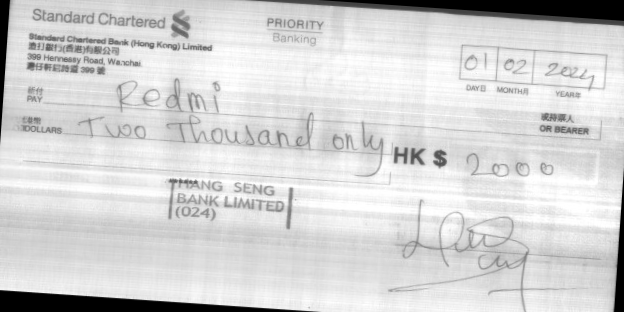 Standard Chartered
PRIORITY
Banking
Standard Chartered Bank (Hong Kong) Limited
渣打銀行(香港)有限公司
399 Hennessy Road, Wanchai
灣仔軒尼詩道 399 號
01 02 2024
DAY日 MONTH月 YEAR年
祈付
PAY Redmi
或持票人
OR BEARER
港幣
DOLLARS Two Thousand only
HK $ 2000
HANG SENG
BANK LIMITED
(024)